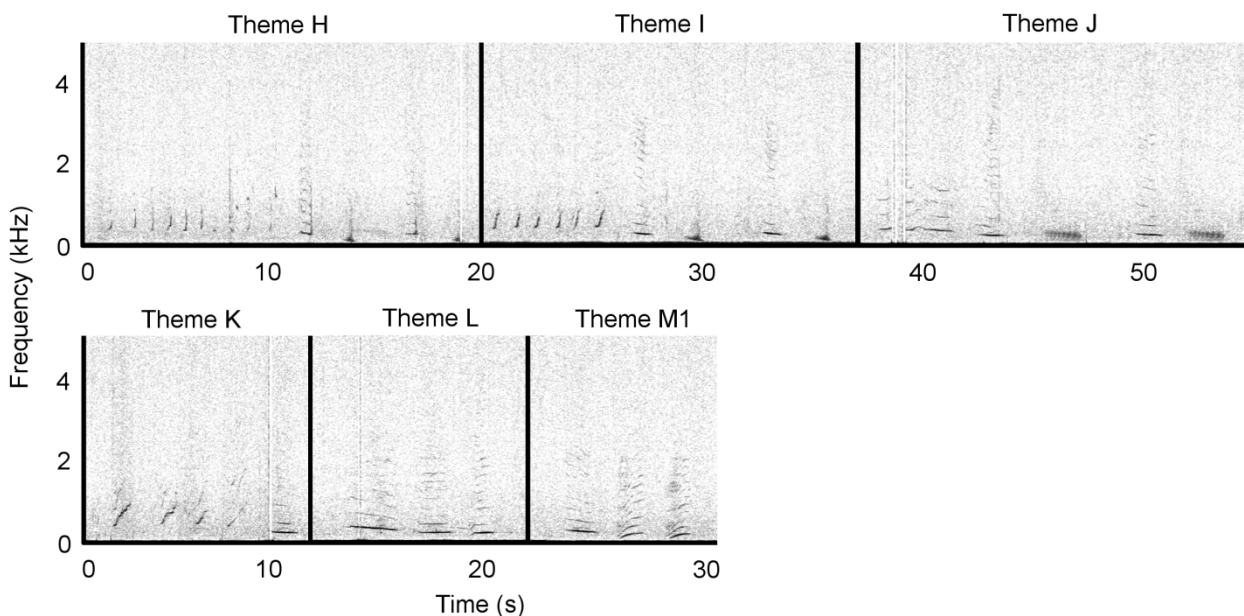 Theme H Theme I Theme J
4
2
0
0 10 20 30 40 50
Theme K Theme L Theme M1
4
2
0
0 10 20 30
Frequency (kHz)
Time (s)